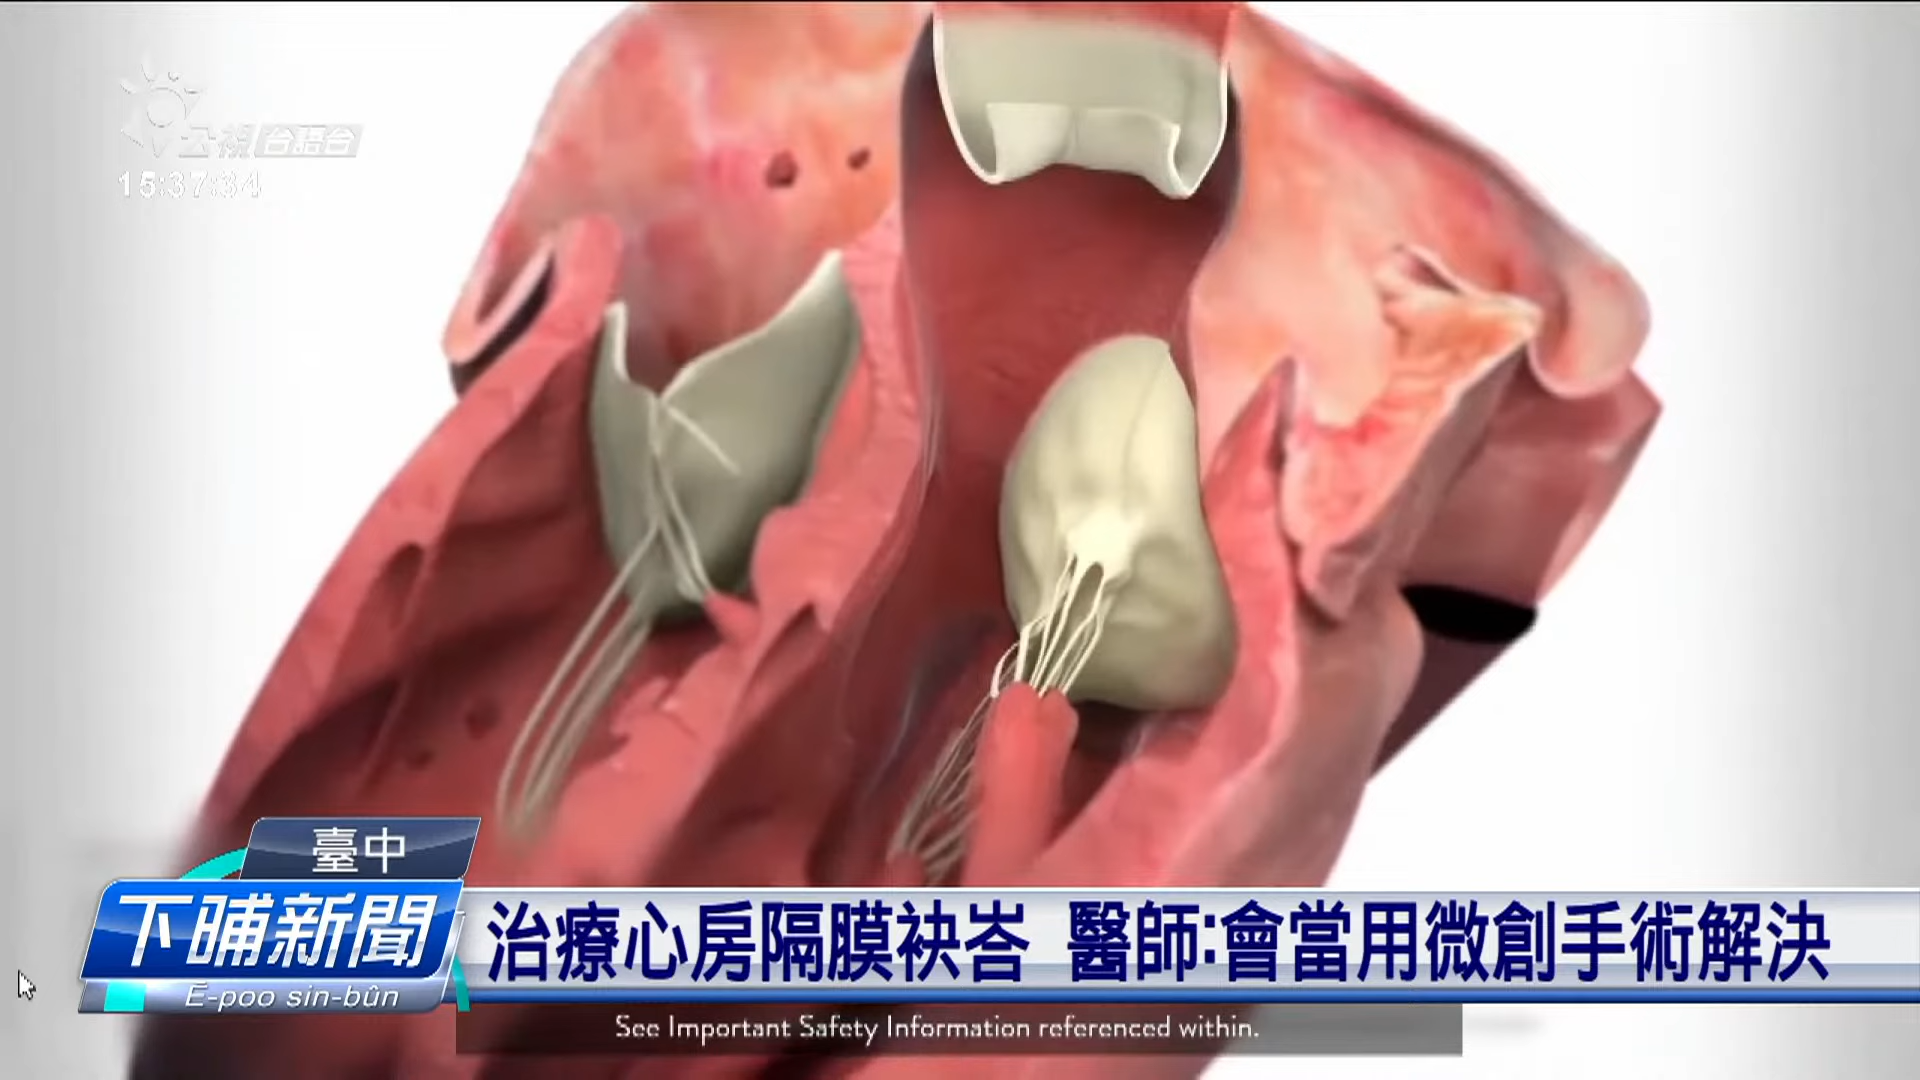 公視台語台
15:37:34
臺中
下晡新聞
Ē-poo sin-bûn
治療心房隔膜袂峇 醫師:會當用微創手術解決
See Important Safety Information referenced within.